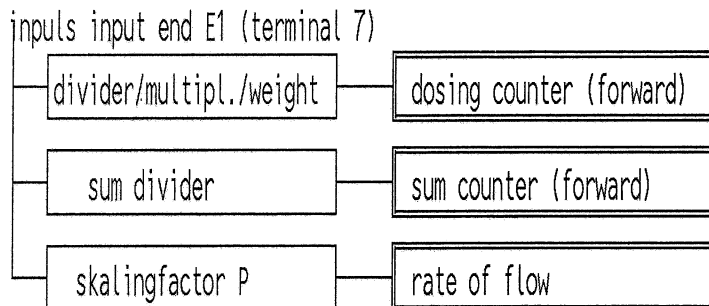 inpuls input end E1 (terminal 7)
divider/multipl./weight dosing counter (forward)
sum divider sum counter (forward)
skalingfactor P rate of flow